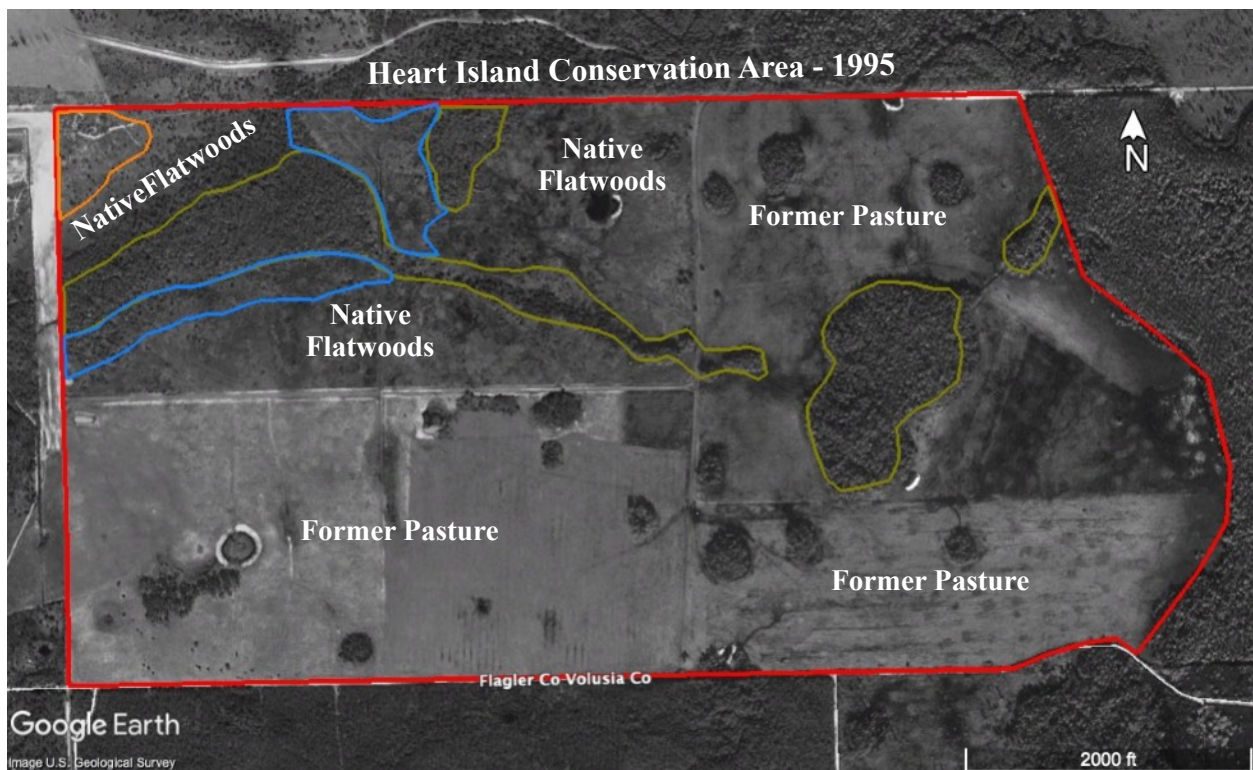 Heart Island Conservation Area - 1995
N
NativeFlatwoods
Native
Flatwoods
Former Pasture
Native
Flatwoods
Former Pasture
Former Pasture
Flagler Co Volusia Co
Google Earth
Image U.S. Geological Survey
2000 ft